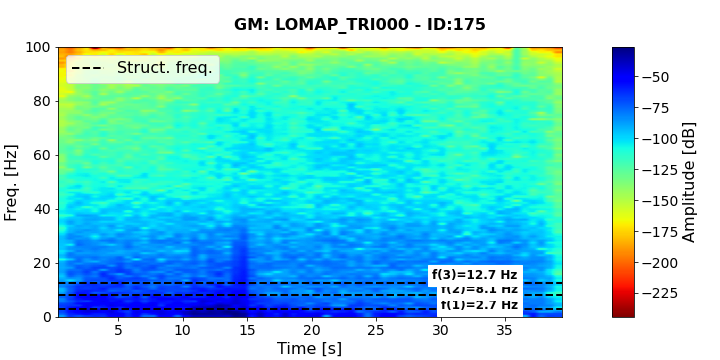 GM: LOMAP_TRI000 - ID:175
Struct. freq.
Freq. [Hz]
100
80
60
40
20
0
f(3)=12.7 Hz
f(2)=8.1 Hz
f(1)=2.7 Hz
5
10
15
20
25
30
35
Time [s]
−50
−75
−100
−125
−150
−175
−200
−225
Amplitude [dB]